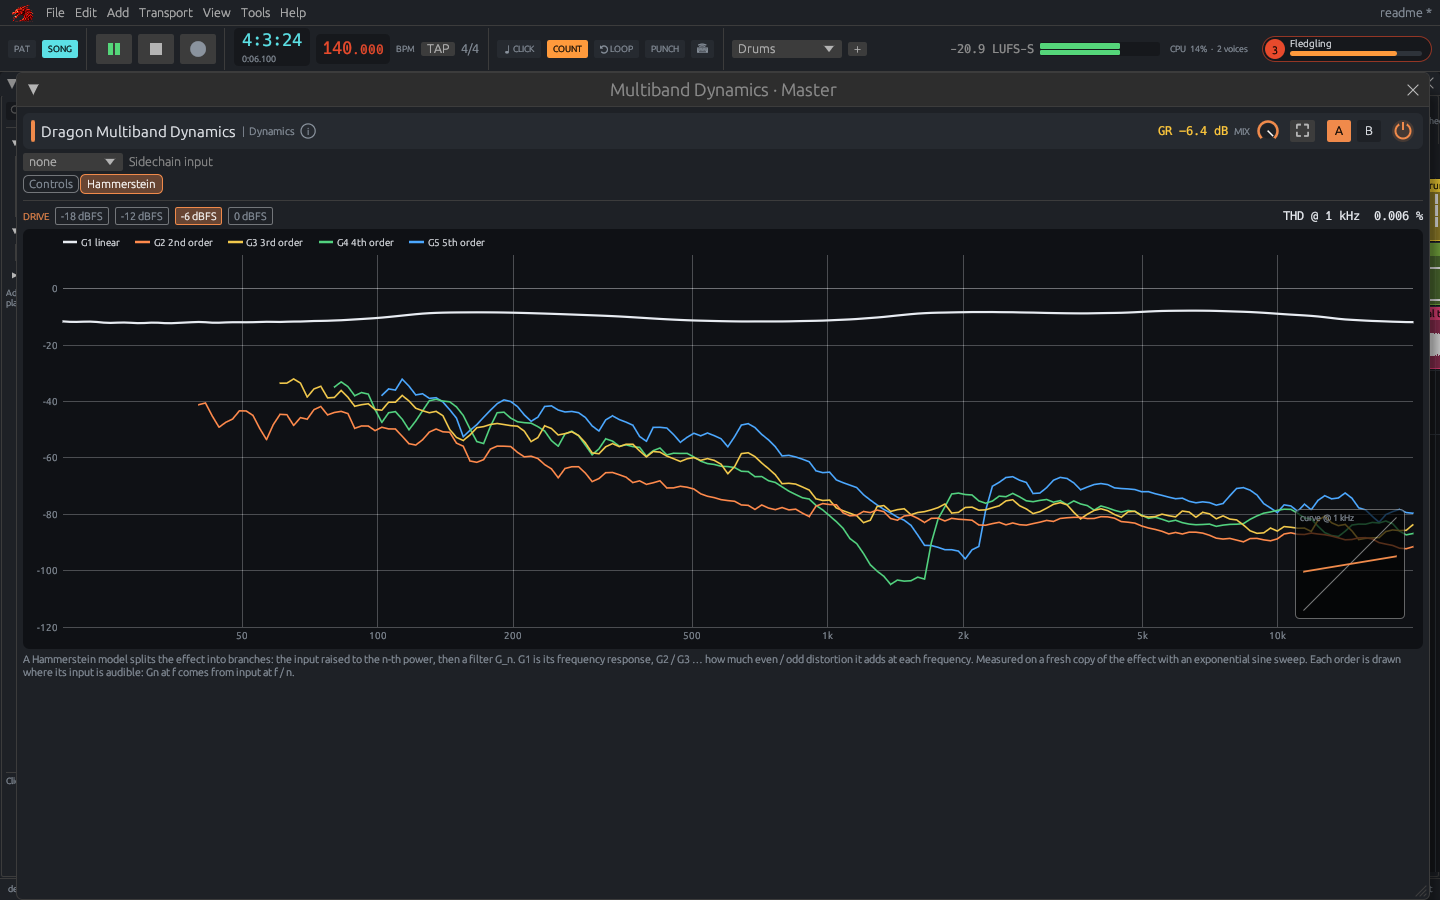 File Edit Add Transport View Tools Help
readme *
PAT SONG
4:3:24
0:06.100
140.000 BPM TAP 4/4
CLICK COUNT LOOP PUNCH
Drums +
-20.9 LUFS-S
CPU 14% · 2 voices
3 Fledgling
Multiband Dynamics · Master
Dragon Multiband Dynamics | Dynamics i
GR -6.4 dB MIX A B
none Sidechain input
Controls Hammerstein
DRIVE -18 dBFS -12 dBFS -6 dBFS 0 dBFS
THD @ 1 kHz 0.006 %
G1 linear G2 2nd order G3 3rd order G4 4th order G5 5th order
0
-20
-40
-60
-80
-100
-120
curve @ 1 kHz
50 100 200 500 1k 2k 5k 10k
A Hammerstein model splits the effect into branches: the input raised to the n-th power, then a filter G_n. G1 is its frequency response, G2 / G3 ... how much even / odd distortion it adds at each frequency. Measured on a fresh copy of the effect with an exponential sine sweep. Each order is drawn
where its input is audible: Gn at f comes from input at f / n.